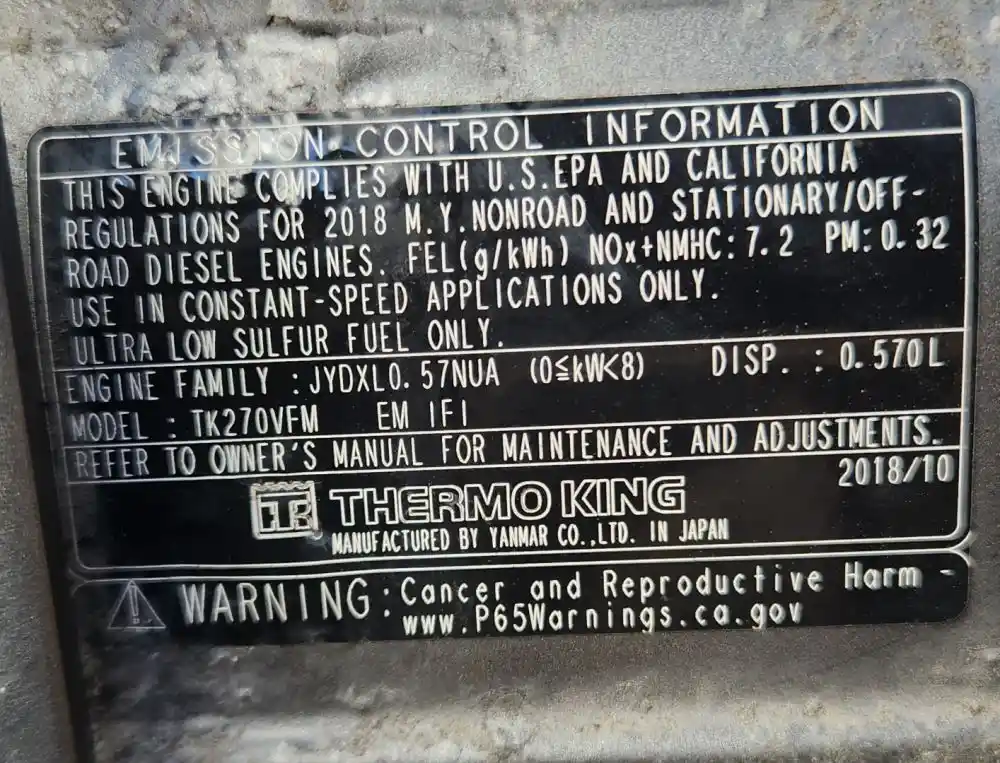 EMISSION CONTROL INFORMATION
THIS ENGINE COMPLIES WITH U.S.EPA AND CALIFORNIA
REGULATIONS FOR 2018 M.Y.NONROAD AND STATIONARY/OFF-
ROAD DIESEL ENGINES. FEL(g/kWh) NOx+NMHC:7.2 PM:0.32
USE IN CONSTANT-SPEED APPLICATIONS ONLY.
ULTRA LOW SULFUR FUEL ONLY.
ENGINE FAMILY :JYDXL0.57NUA (0≦kW<8) DISP. : 0.570L
MODEL : TK270VFM EM IFI
REFER TO OWNER'S MANUAL FOR MAINTENANCE AND ADJUSTMENTS.
2018/10
TK THERMO KING
MANUFACTURED BY YANMAR CO.,LTD. IN JAPAN
WARNING:Cancer and Reproductive Harm -
www.P65Warnings.ca.gov